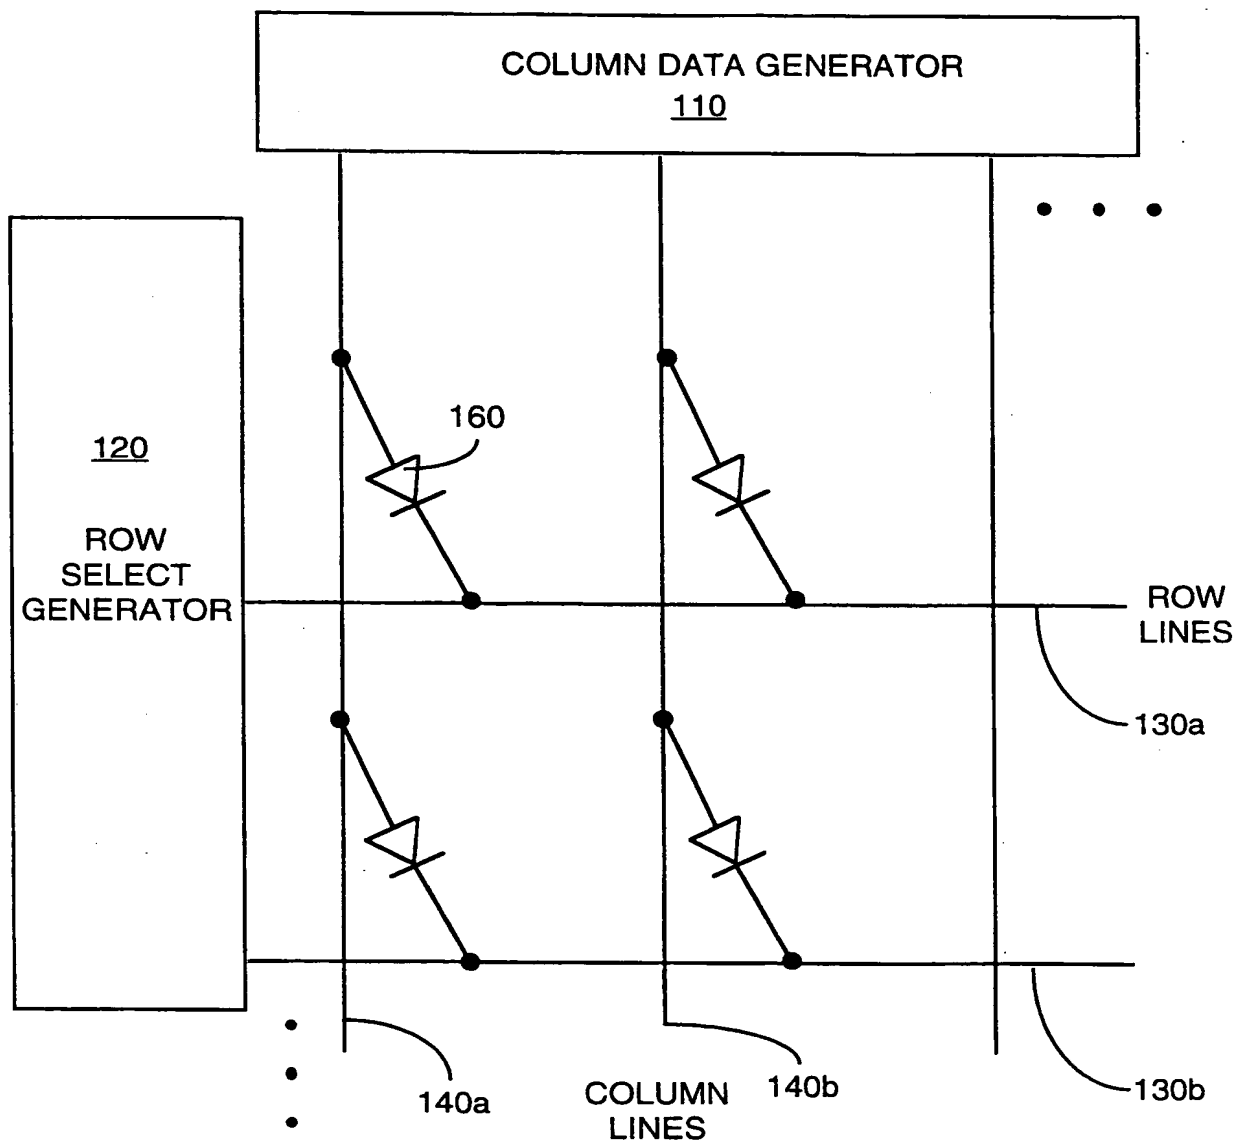 COLUMN DATA GENERATOR
110
160
120
ROW
SELECT
GENERATOR
ROW
LINES
130a
140a
COLUMN
LINES
140b
130b